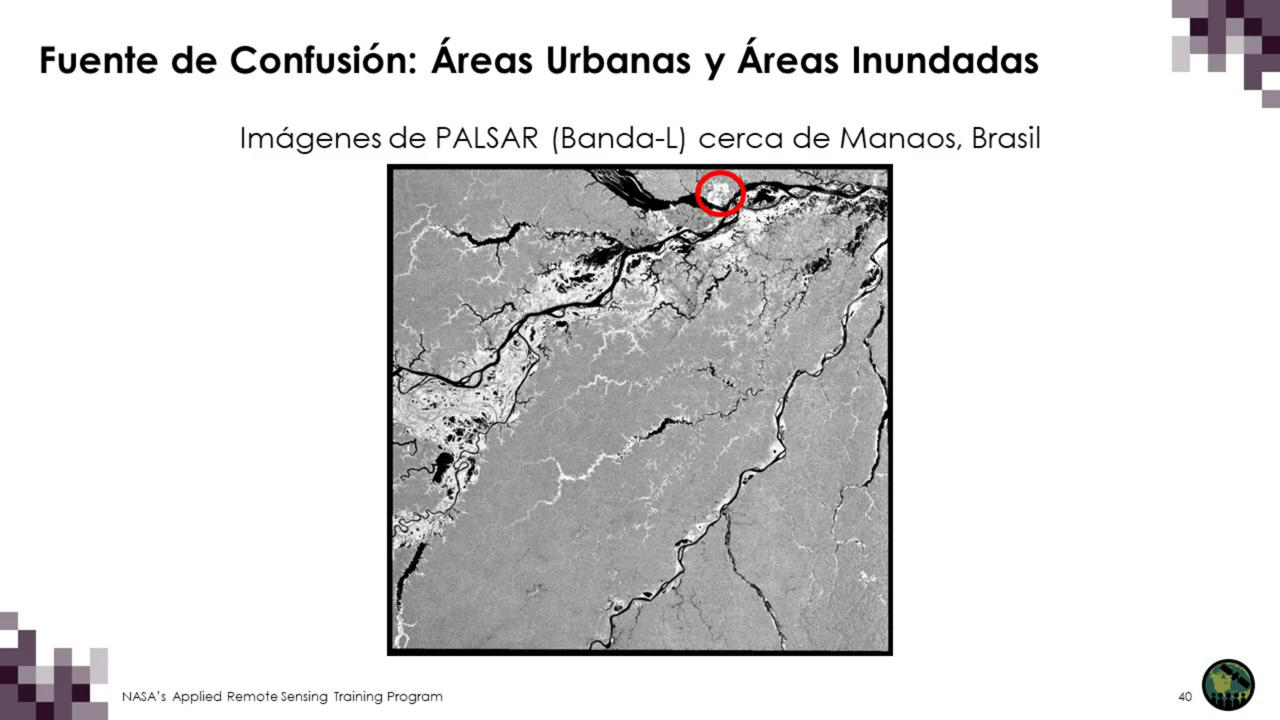 Fuente de Confusión: Áreas Urbanas y Áreas Inundadas
Imágenes de PALSAR (Banda-L) cerca de Manaos, Brasil
NASA's Applied Remote Sensing Training Program
40